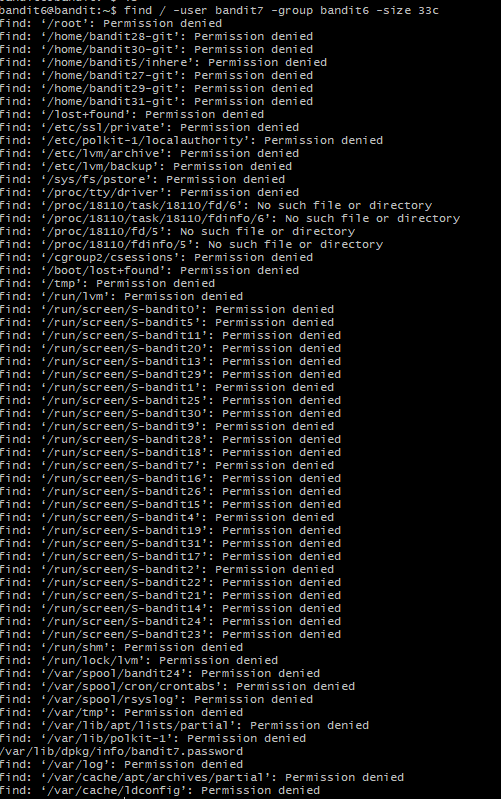 bandit6@bandit:~$ find / -user bandit7 -group bandit6 -size 33c
find: ‘/root’: Permission denied
find: ‘/home/bandit28-git’: Permission denied
find: ‘/home/bandit30-git’: Permission denied
find: ‘/home/bandit5/inhere’: Permission denied
find: ‘/home/bandit27-git’: Permission denied
find: ‘/home/bandit29-git’: Permission denied
find: ‘/home/bandit31-git’: Permission denied
find: ‘/lost+found’: Permission denied
find: ‘/etc/ssl/private’: Permission denied
find: ‘/etc/polkit-1/localauthority’: Permission denied
find: ‘/etc/lvm/archive’: Permission denied
find: ‘/etc/lvm/backup’: Permission denied
find: ‘/sys/fs/pstore’: Permission denied
find: ‘/proc/tty/driver’: Permission denied
find: ‘/proc/18110/task/18110/fd/6’: No such file or directory
find: ‘/proc/18110/task/18110/fdinfo/6’: No such file or directory
find: ‘/proc/18110/fd/5’: No such file or directory
find: ‘/proc/18110/fdinfo/5’: No such file or directory
find: ‘/cgroup2/csessions’: Permission denied
find: ‘/boot/lost+found’: Permission denied
find: ‘/tmp’: Permission denied
find: ‘/run/lvm’: Permission denied
find: ‘/run/screen/S-bandit0’: Permission denied
find: ‘/run/screen/S-bandit5’: Permission denied
find: ‘/run/screen/S-bandit11’: Permission denied
find: ‘/run/screen/S-bandit20’: Permission denied
find: ‘/run/screen/S-bandit13’: Permission denied
find: ‘/run/screen/S-bandit29’: Permission denied
find: ‘/run/screen/S-bandit1’: Permission denied
find: ‘/run/screen/S-bandit25’: Permission denied
find: ‘/run/screen/S-bandit30’: Permission denied
find: ‘/run/screen/S-bandit9’: Permission denied
find: ‘/run/screen/S-bandit28’: Permission denied
find: ‘/run/screen/S-bandit18’: Permission denied
find: ‘/run/screen/S-bandit7’: Permission denied
find: ‘/run/screen/S-bandit16’: Permission denied
find: ‘/run/screen/S-bandit26’: Permission denied
find: ‘/run/screen/S-bandit15’: Permission denied
find: ‘/run/screen/S-bandit4’: Permission denied
find: ‘/run/screen/S-bandit19’: Permission denied
find: ‘/run/screen/S-bandit31’: Permission denied
find: ‘/run/screen/S-bandit17’: Permission denied
find: ‘/run/screen/S-bandit2’: Permission denied
find: ‘/run/screen/S-bandit22’: Permission denied
find: ‘/run/screen/S-bandit21’: Permission denied
find: ‘/run/screen/S-bandit14’: Permission denied
find: ‘/run/screen/S-bandit24’: Permission denied
find: ‘/run/screen/S-bandit23’: Permission denied
find: ‘/run/shm’: Permission denied
find: ‘/run/lock/lvm’: Permission denied
find: ‘/var/spool/bandit24’: Permission denied
find: ‘/var/spool/cron/crontabs’: Permission denied
find: ‘/var/spool/rsyslog’: Permission denied
find: ‘/var/tmp’: Permission denied
find: ‘/var/lib/apt/lists/partial’: Permission denied
find: ‘/var/lib/polkit-1’: Permission denied
/var/lib/dpkg/info/bandit7.password
find: ‘/var/log’: Permission denied
find: ‘/var/cache/apt/archives/partial’: Permission denied
find: ‘/var/cache/ldconfig’: Permission denied